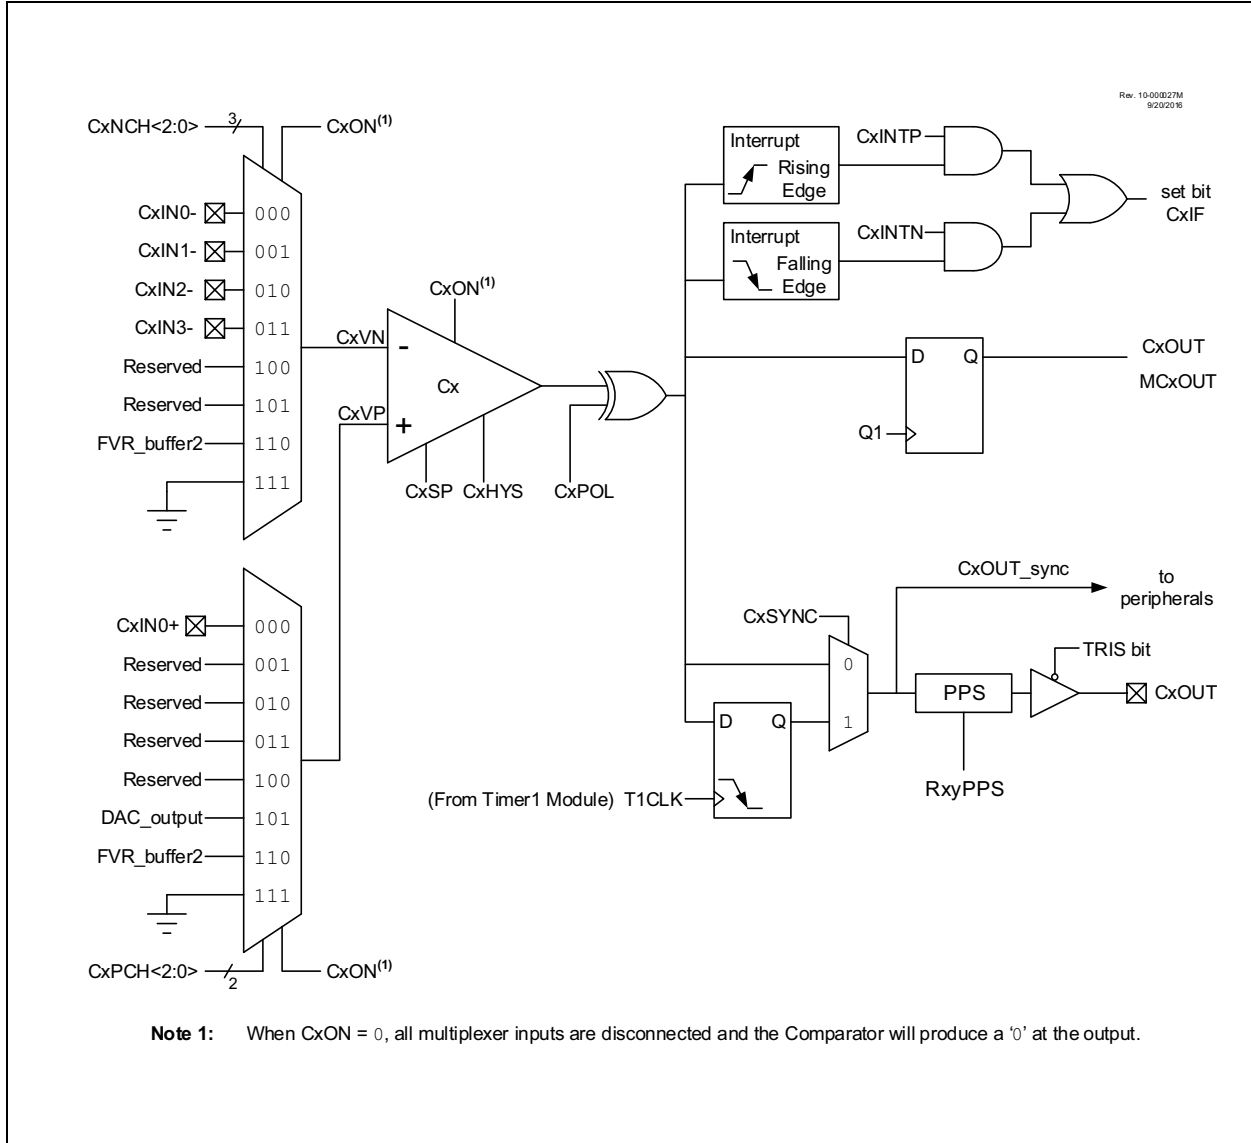 Rev. 10-000027M
9/20/2016
CxNCH<2:0>
3
CxON(1)
CxIN0-
000
CxIN1-
001
CxIN2-
010
CxIN3-
011
Reserved
100
Reserved
101
FVR_buffer2
110
111
CxON(1)
CxVN
-
Cx
CxVP
+
CxSP
CxHYS
CxPOL
Interrupt
Rising
Edge
CxINTP
Interrupt
Falling
Edge
CxINTN
set bit
CxIF
D
Q
Q1
CxOUT
MCxOUT
CxIN0+
000
Reserved
001
Reserved
010
Reserved
011
Reserved
100
DAC_output
101
FVR_buffer2
110
111
CxPCH<2:0>
2
CxON(1)
CxOUT_sync
to
peripherals
CxSYNC
0
1
TRIS bit
PPS
CxOUT
RxyPPS
D
Q
(From Timer1 Module) T1CLK
Note 1: When CxON = 0, all multiplexer inputs are disconnected and the Comparator will produce a ‘0’ at the output.